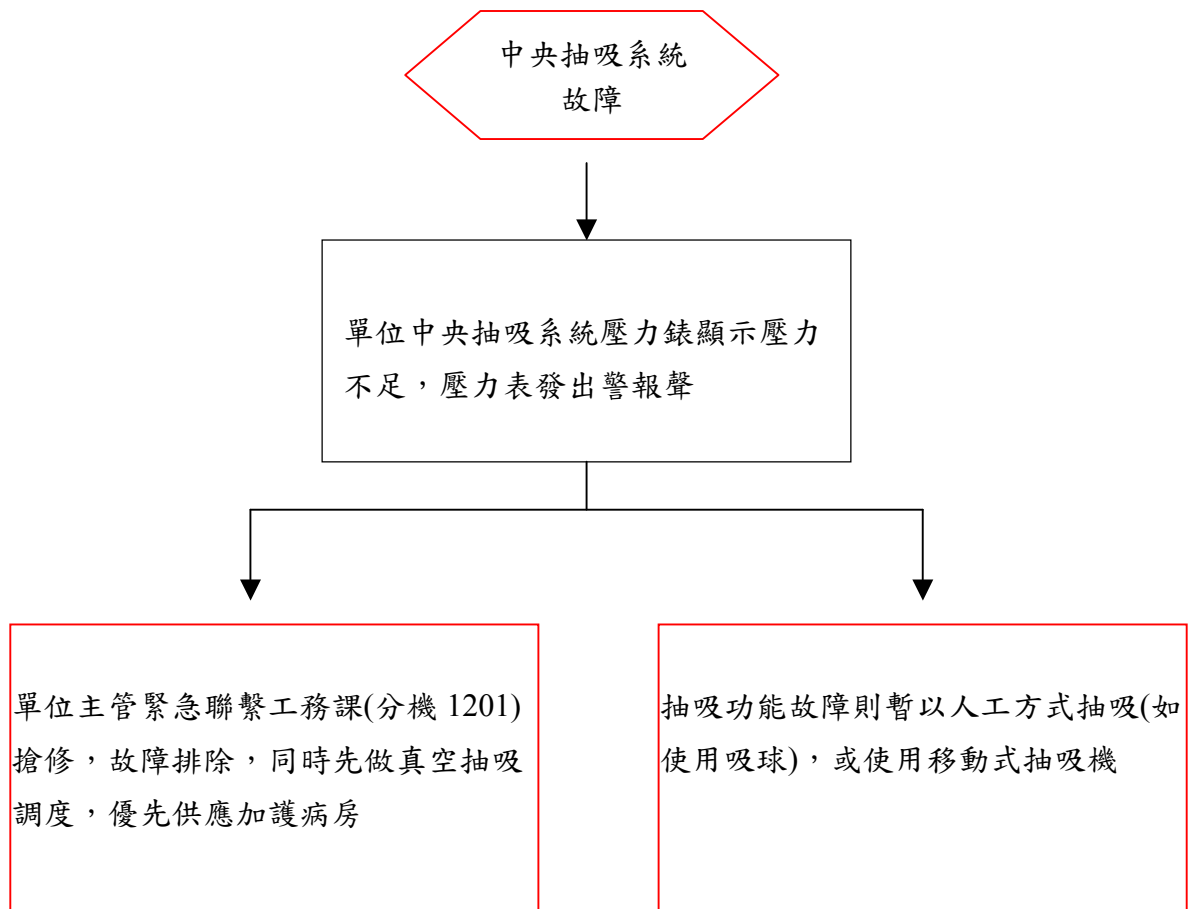 中央抽吸系統
故障
單位中央抽吸系統壓力錶顯示壓力
不足，壓力表發出警報聲
單位主管緊急聯繫工務課(分機 1201)
搶修，故障排除，同時先做真空抽吸
調度，優先供應加護病房
抽吸功能故障則暫以人工方式抽吸(如
使用吸球)，或使用移動式抽吸機